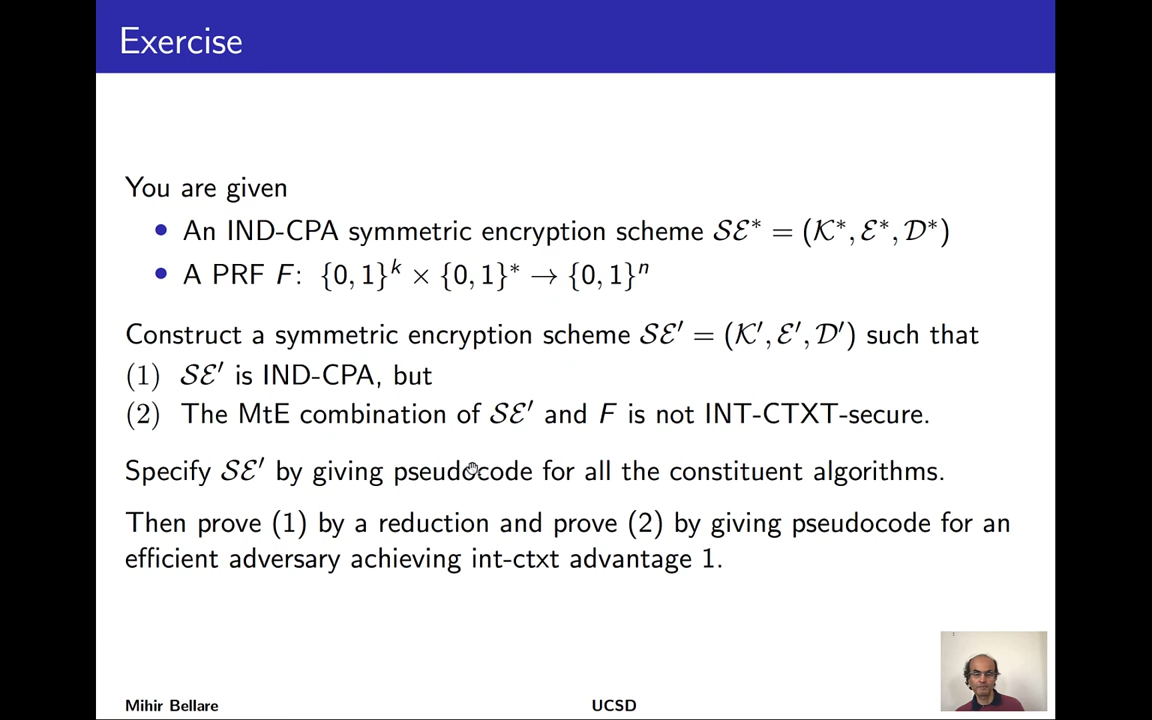 Exercise
You are given
• An IND-CPA symmetric encryption scheme 𝒮ℰ* = (𝒦*, ℰ*, 𝒟*)
• A PRF F: {0, 1}ᵏ × {0, 1}* → {0, 1}ⁿ
Construct a symmetric encryption scheme 𝒮ℰ′ = (𝒦′, ℰ′, 𝒟′) such that
(1) 𝒮ℰ′ is IND-CPA, but
(2) The MtE combination of 𝒮ℰ′ and F is not INT-CTXT-secure.
Specify 𝒮ℰ′ by giving pseudocode for all the constituent algorithms.
Then prove (1) by a reduction and prove (2) by giving pseudocode for an
efficient adversary achieving int-ctxt advantage 1.
Mihir Bellare UCSD